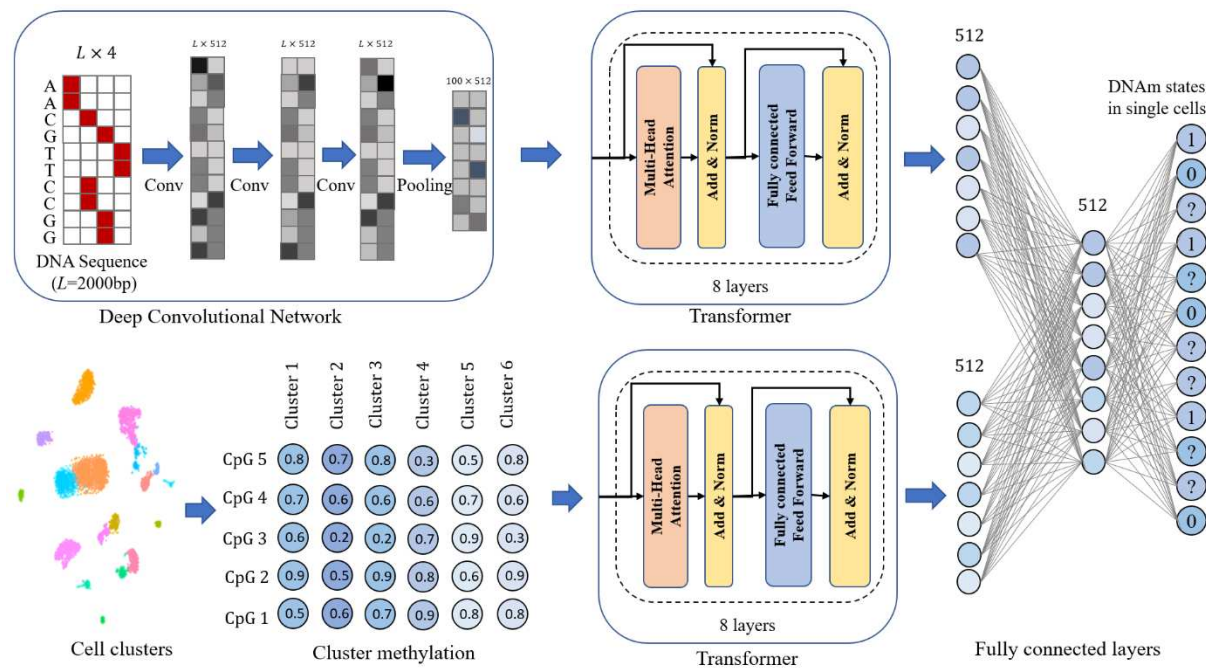 L × 4
A
A
C
G
T
T
C
C
G
G
DNA Sequence
(L=2000bp)
Conv
L × 512
Conv
L × 512
Conv
L × 512
Pooling
100 × 512
Deep Convolutional Network
Multi-Head
Attention
Add & Norm
Fully connected
Feed Forward
Add & Norm
8 layers
Transformer
512
512
DNAm states
in single cells
1
0
?
1
?
0
?
?
1
?
?
0
Cell clusters
Cluster 1
Cluster 2
Cluster 3
Cluster 4
Cluster 5
Cluster 6
CpG 5 0.8 0.7 0.8 0.3 0.5 0.8
CpG 4 0.7 0.6 0.6 0.6 0.7 0.6
CpG 3 0.6 0.2 0.2 0.7 0.9 0.3
CpG 2 0.9 0.5 0.9 0.8 0.6 0.9
CpG 1 0.5 0.6 0.7 0.9 0.8 0.8
Cluster methylation
Multi-Head
Attention
Add & Norm
Fully connected
Feed Forward
Add & Norm
8 layers
Transformer
512
Fully connected layers